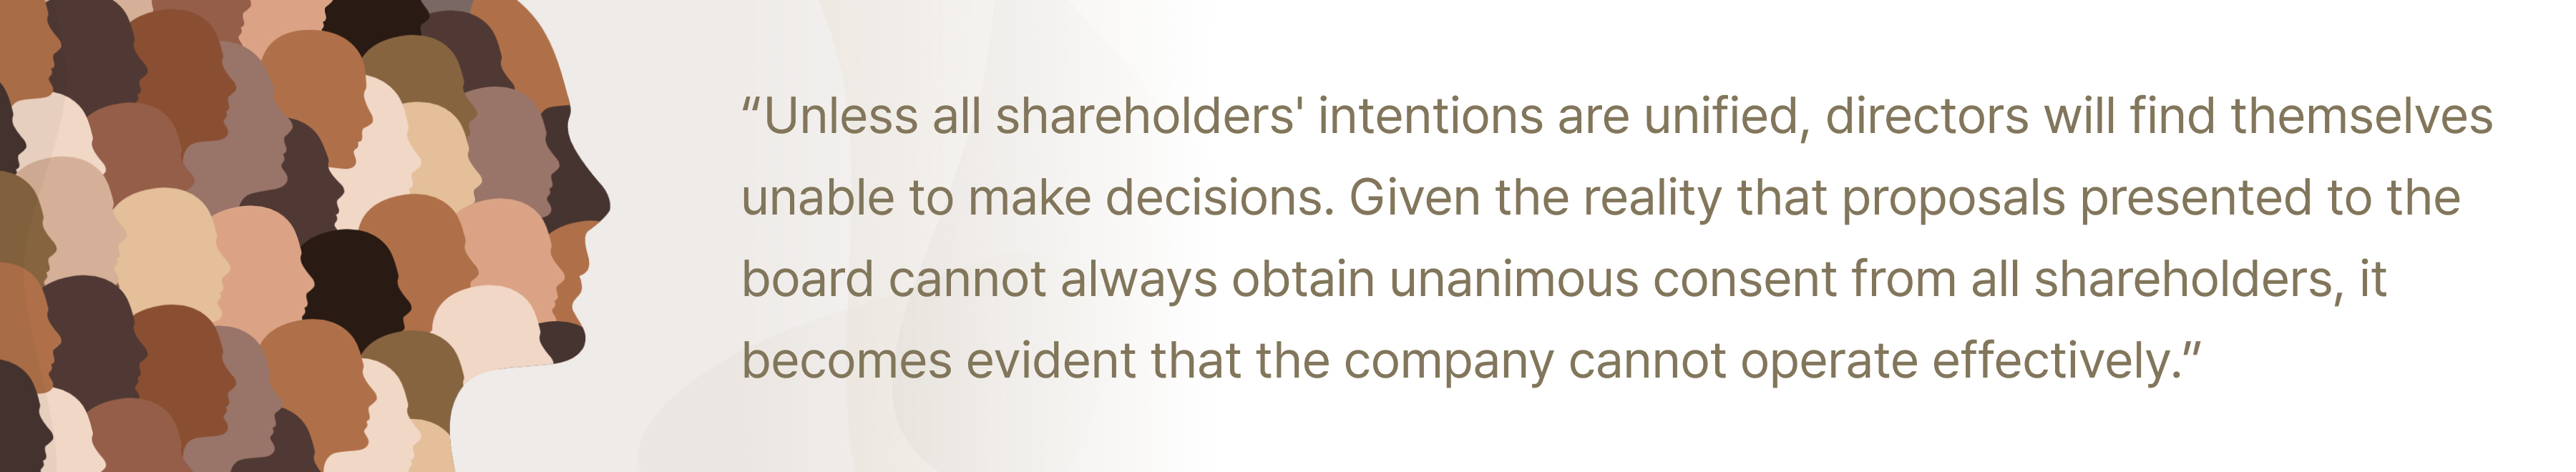 “Unless all shareholders' intentions are unified, directors will find themselves
unable to make decisions. Given the reality that proposals presented to the
board cannot always obtain unanimous consent from all shareholders, it
becomes evident that the company cannot operate effectively.”